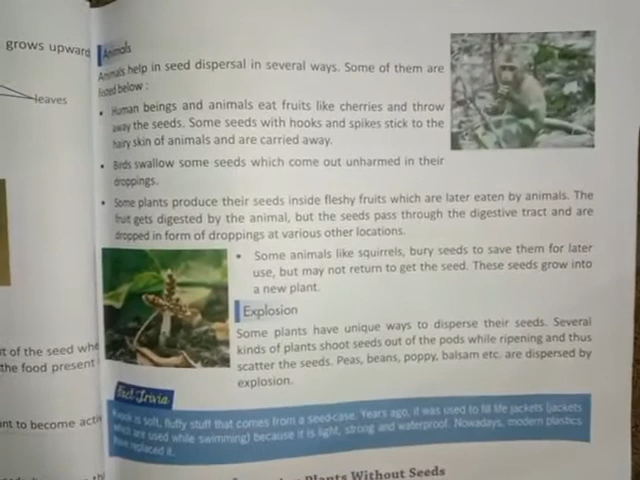 grows upward
leaves
t of the seed whe
the food present
nt to become activ
Animals
Animals help in seed dispersal in several ways. Some of them are
listed below :
• Human beings and animals eat fruits like cherries and throw
away the seeds. Some seeds with hooks and spikes stick to the
hairy skin of animals and are carried away.
• Birds swallow some seeds which come out unharmed in their
droppings.
• Some plants produce their seeds inside fleshy fruits which are later eaten by animals. The
fruit gets digested by the animal, but the seeds pass through the digestive tract and are
dropped in form of droppings at various other locations.
• Some animals like squirrels, bury seeds to save them for later
use, but may not return to get the seed. These seeds grow into
a new plant.
Explosion
Some plants have unique ways to disperse their seeds. Several
kinds of plants shoot seeds out of the pods while ripening and thus
scatter the seeds. Peas, beans, poppy, balsam etc. are dispersed by
explosion.
Fact Trivia
is soft, fluffy stuff that comes from a seed-case. Years ago, it was used to fill life jackets (jackets
which are used while swimming) because it is light, strong and waterproof. Nowadays, modern plastics
have replaced it.
Plants Without Seeds